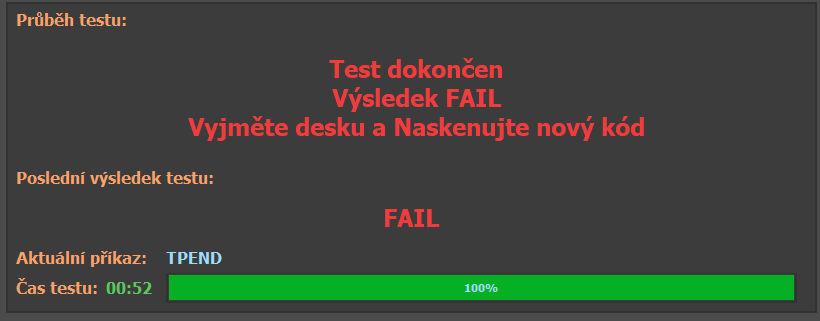 Průběh testu:
Test dokončen
Výsledek FAIL
Vyjměte desku a Naskenujte nový kód
Poslední výsledek testu:
FAIL
Aktuální příkaz: TPEND
Čas testu: 00:52 100%